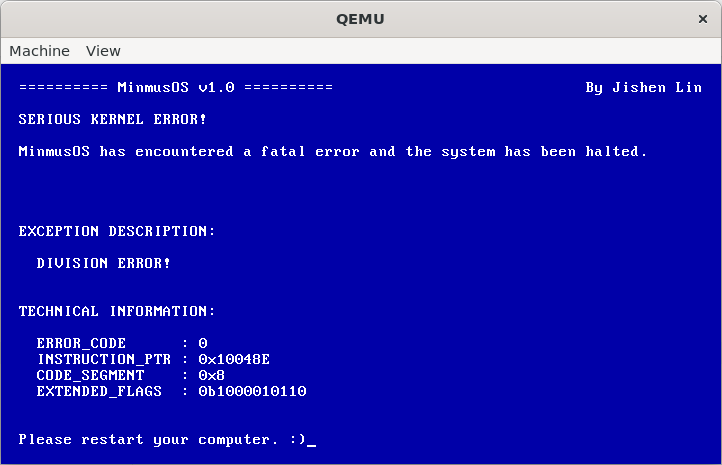 QEMU ×
Machine View
========== MinmusOS v1.0 ========== By Jishen Lin
SERIOUS KERNEL ERROR!
MinmusOS has encountered a fatal error and the system has been halted.
EXCEPTION DESCRIPTION:
DIVISION ERROR!
TECHNICAL INFORMATION:
ERROR_CODE : 0
INSTRUCTION_PTR : 0x10048E
CODE_SEGMENT : 0x8
EXTENDED_FLAGS : 0b1000010110
Please restart your computer. :)_